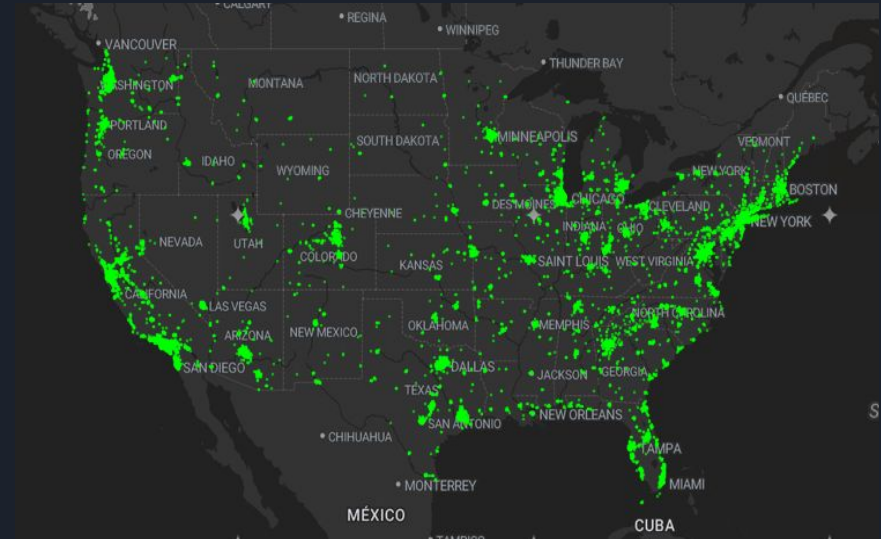 CALGARY
REGINA
WINNIPEG
VANCOUVER
THUNDER BAY
WASHINGTON
MONTANA
NORTH DAKOTA
QUÉBEC
PORTLAND
MINNEAPOLIS
SOUTH DAKOTA
VERMONT
OREGON
IDAHO
WYOMING
NEW YORK
BOSTON
DES MOINES
CHICAGO
CLEVELAND
CHEYENNE
NEW YORK
NEVADA
UTAH
INDIANA
OHIO
COLORADO
KANSAS
SAINT LOUIS
WEST VIRGINIA
CALIFORNIA
LAS VEGAS
NORTH CAROLINA
ARIZONA
NEW MEXICO
OKLAHOMA
MEMPHIS
SAN DIEGO
DALLAS
JACKSON
GEORGIA
TEXAS
S
NEW ORLEANS
SAN ANTONIO
CHIHUAHUA
TAMPA
MONTERREY
MIAMI
MÉXICO
CUBA
TAMPICO